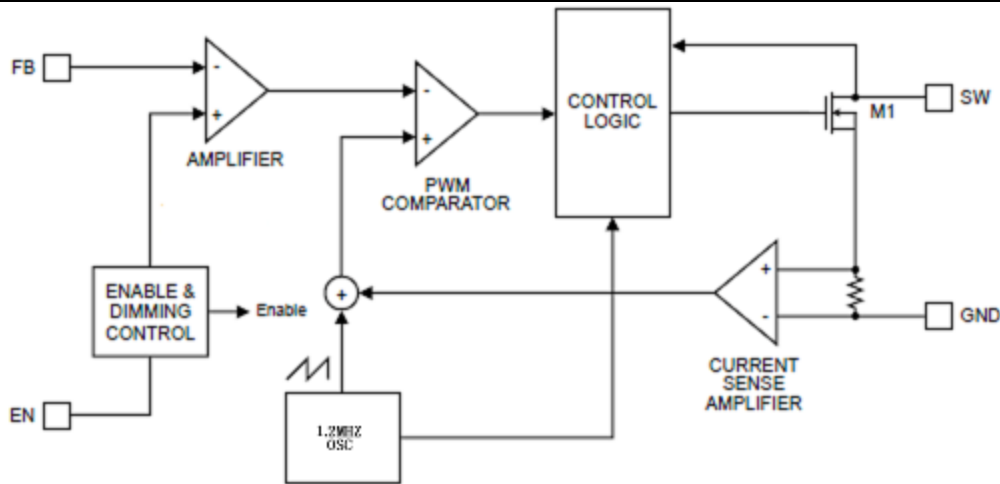 FB
-
+
AMPLIFIER
-
+
PWM
COMPARATOR
CONTROL
LOGIC
M1
SW
ENABLE &
DIMMING
CONTROL
Enable
+
+
-
GND
CURRENT
SENSE
AMPLIFIER
EN
1.2MHZ
OSC